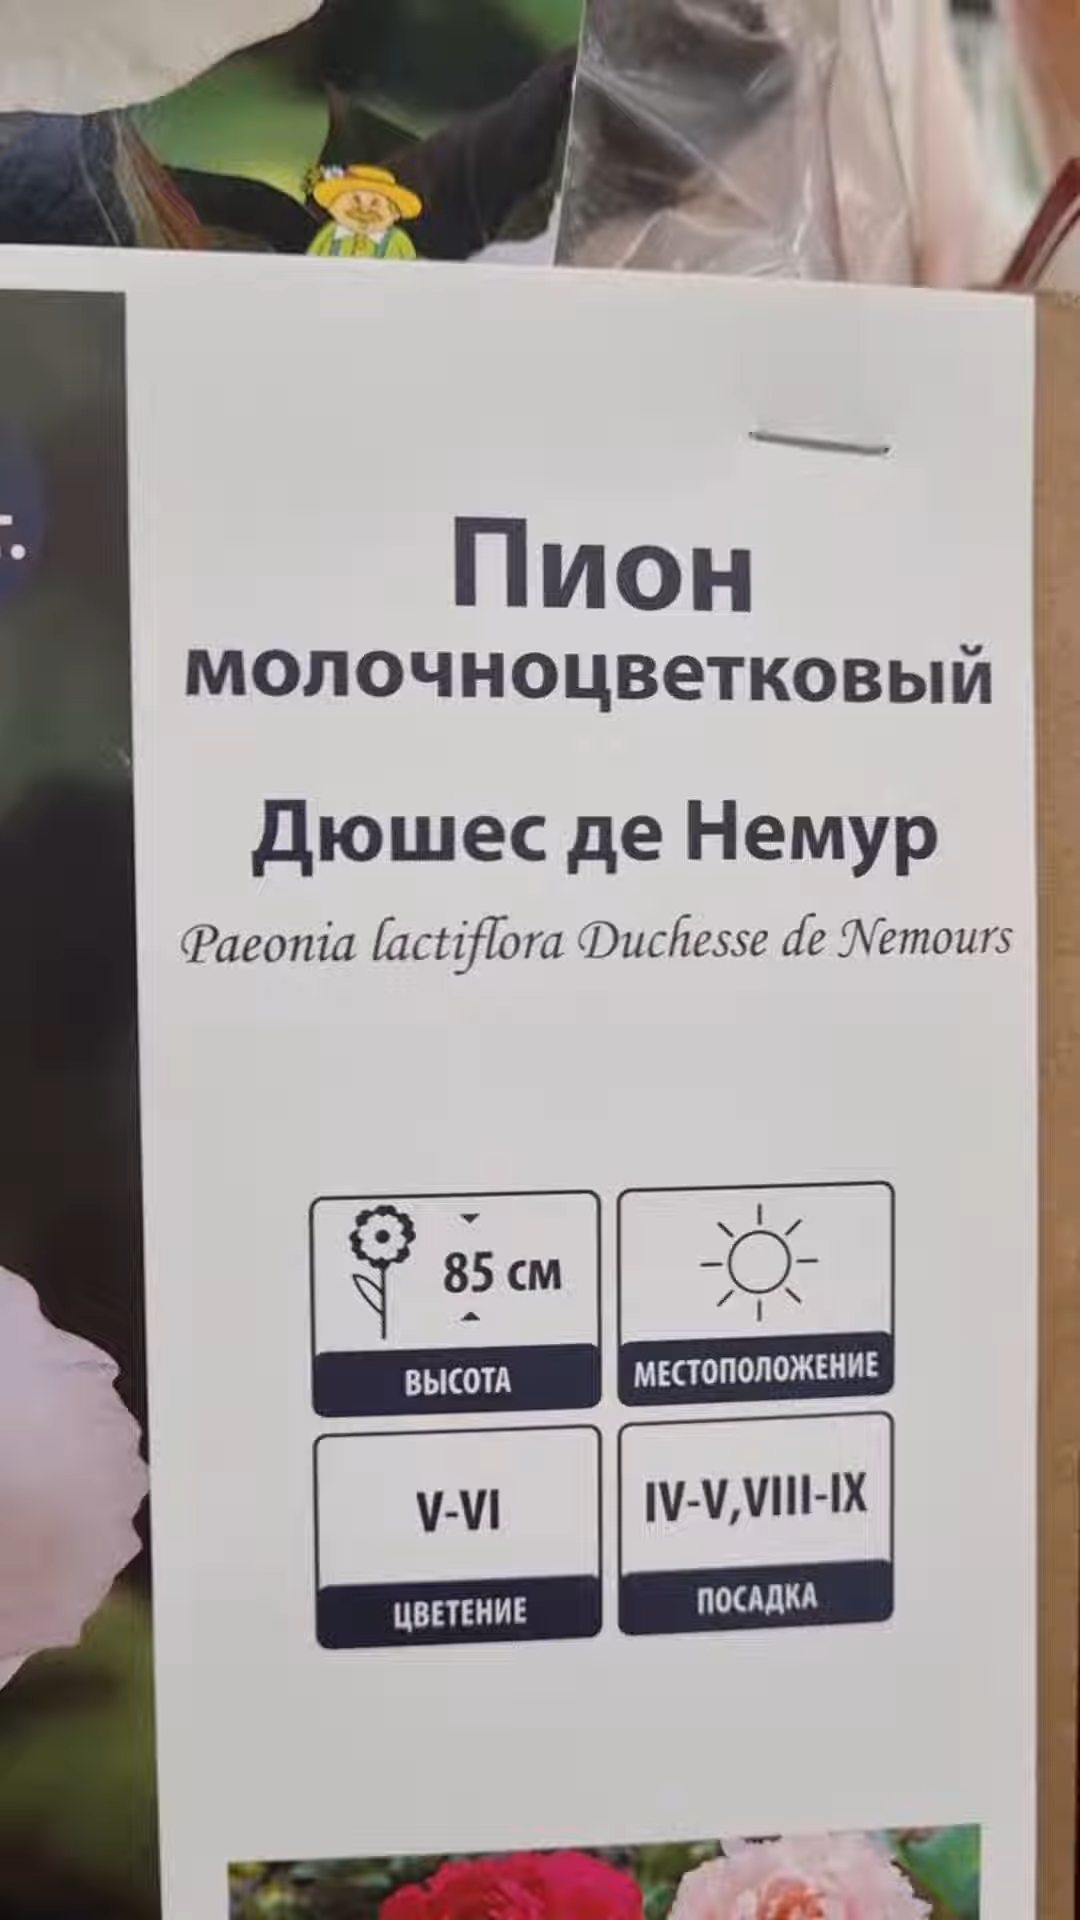 Пион
молочноцветковый
Дюшес де Немур
Paeonia lactiflora Duchesse de Nemours
85 см
ВЫСОТА
МЕСТОПОЛОЖЕНИЕ
V-VI
ЦВЕТЕНИЕ
IV-V,VIII-IX
ПОСАДКА